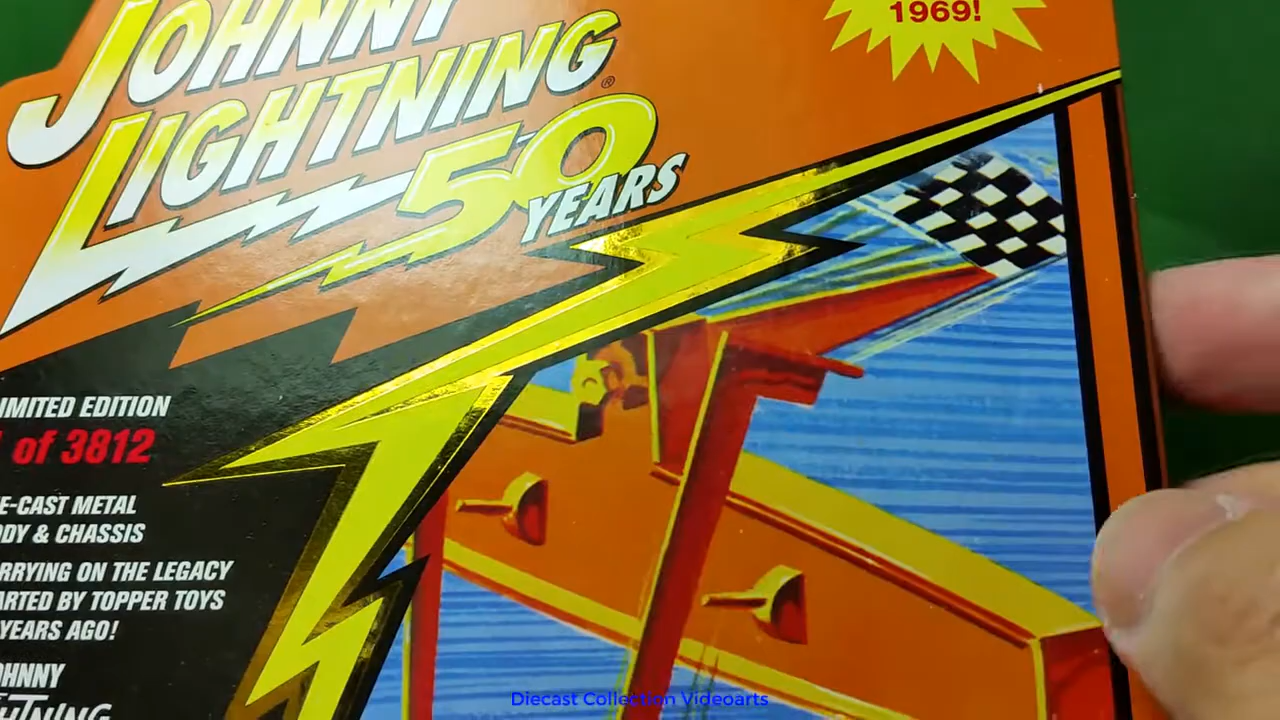 JOHNNY
LIGHTNING®
50
YEARS
1969!
IMITED EDITION
of 3812
E-CAST METAL
ODY & CHASSIS
RRYING ON THE LEGACY
ARTED BY TOPPER TOYS
YEARS AGO!
OHNNY
HTNING
Diecast Collection Videoarts